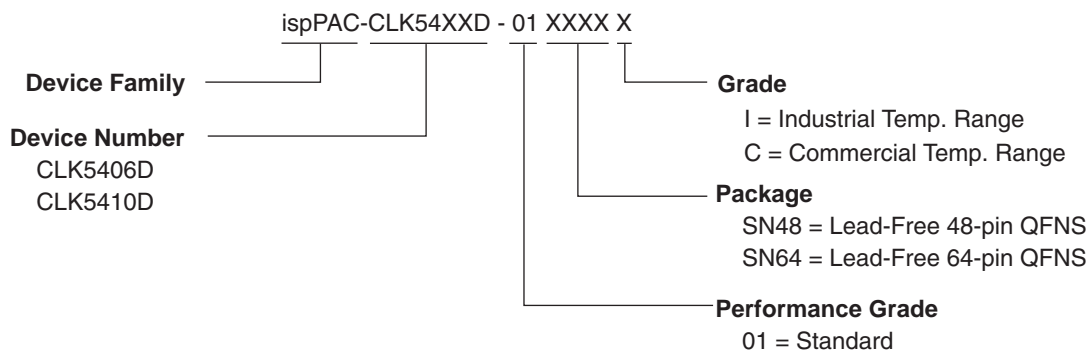 ispPAC-CLK54XXD - 01 XXXX X
Device Family
Device Number
CLK5406D
CLK5410D
Grade
I = Industrial Temp. Range
C = Commercial Temp. Range
Package
SN48 = Lead-Free 48-pin QFNS
SN64 = Lead-Free 64-pin QFNS
Performance Grade
01 = Standard